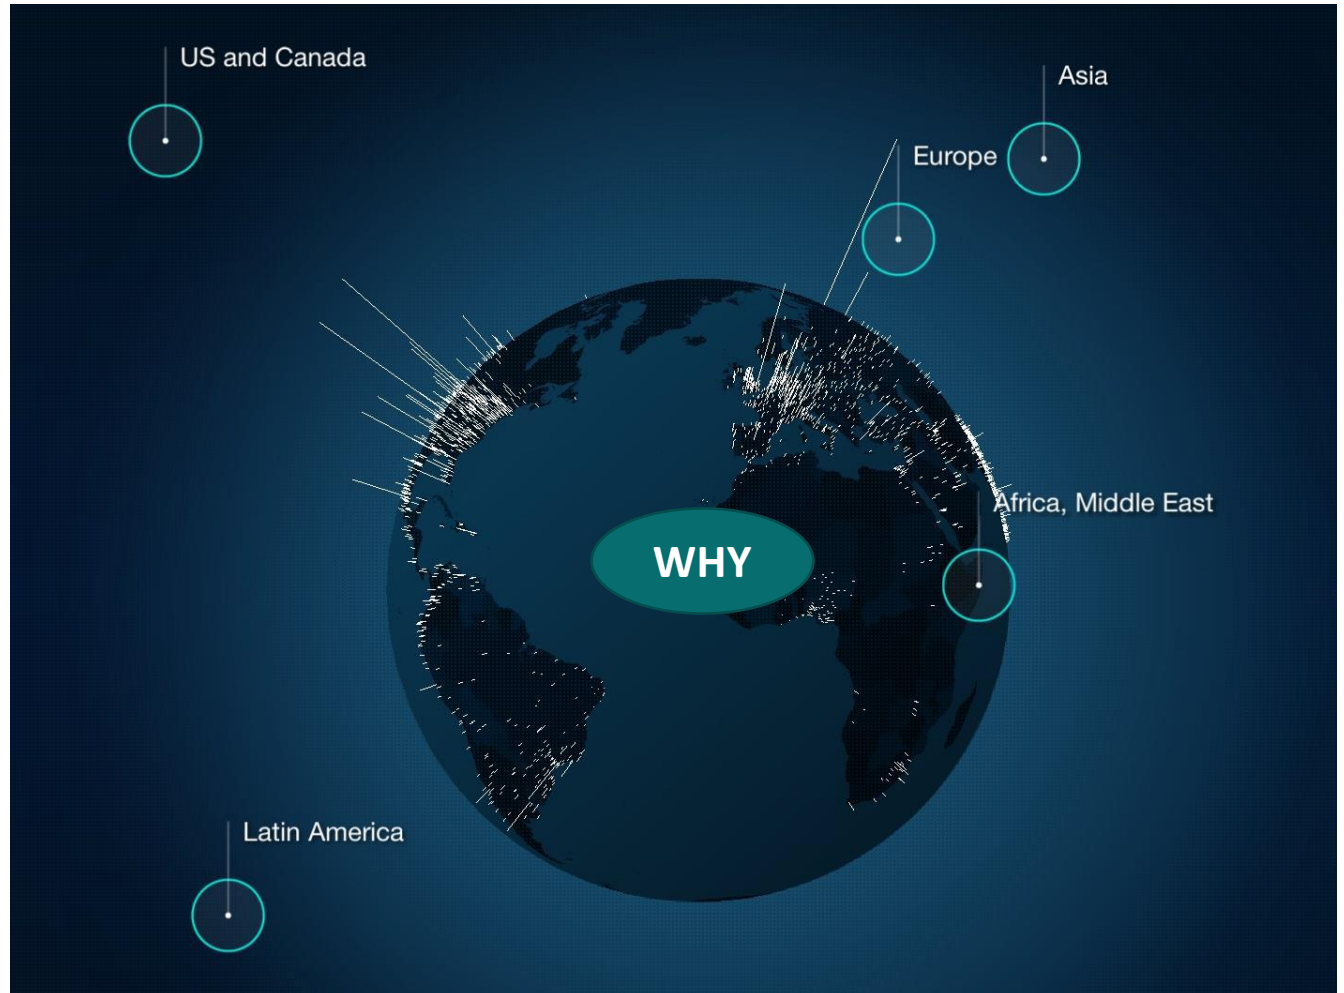 US and Canada
Asia
Europe
Africa, Middle East
WHY
Latin America